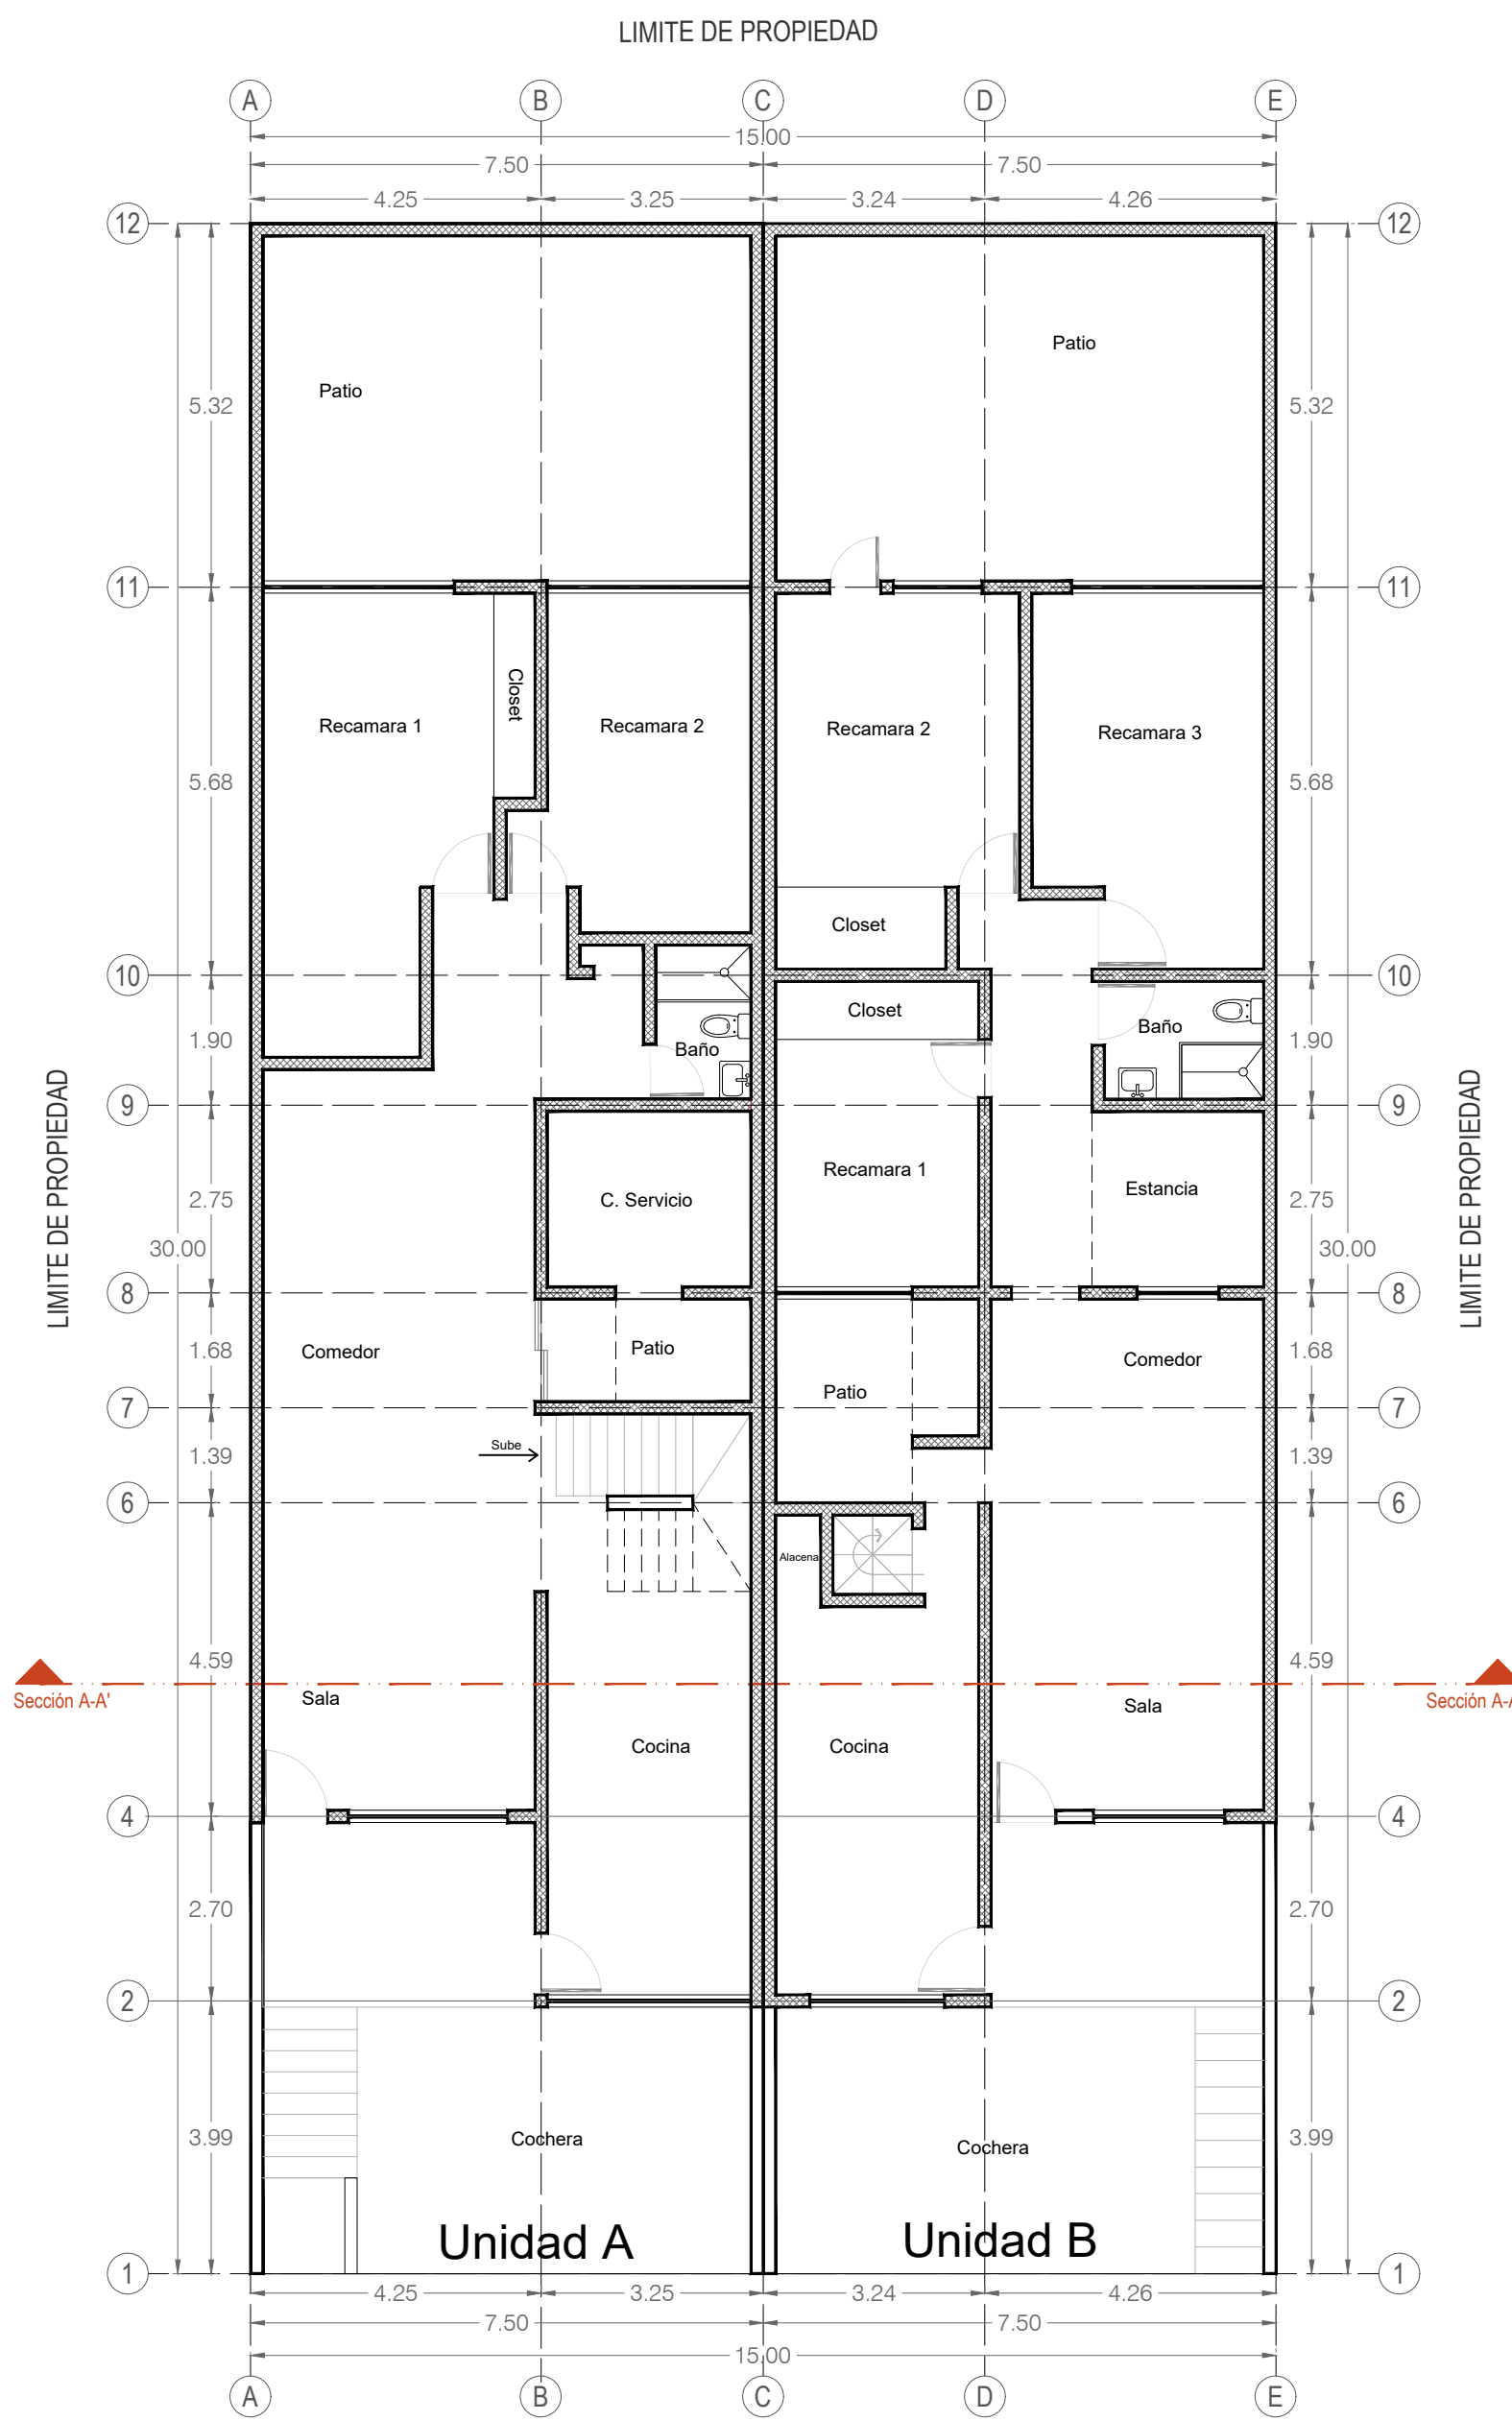 LIMITE DE PROPIEDAD
A B C D E
15.00
7.50 7.50
4.25 3.25 3.24 4.26
12 12
Patio
Patio
5.32 5.32
11 11
Closet
Recamara 1 Recamara 2 Recamara 2 Recamara 3
5.68 5.68
Closet
10 10
Closet
Baño
1.90 1.90
Baño
LIMITE DE PROPIEDAD
LIMITE DE PROPIEDAD
9 9
Recamara 1
Estancia
2.75 C. Servicio 2.75
30.00 30.00
8 8
Comedor Patio Comedor
1.68 1.68
Patio
7 7
Sube
1.39 1.39
6 6
Alacena
4.59 4.59
Sección A-A' Sala Sala Sección A-A
Cocina Cocina
4 4
2.70 2.70
2 2
3.99 Cochera Cochera 3.99
Unidad A Unidad B
1 1
4.25 3.25 3.24 4.26
7.50 7.50
15.00
A B C D E